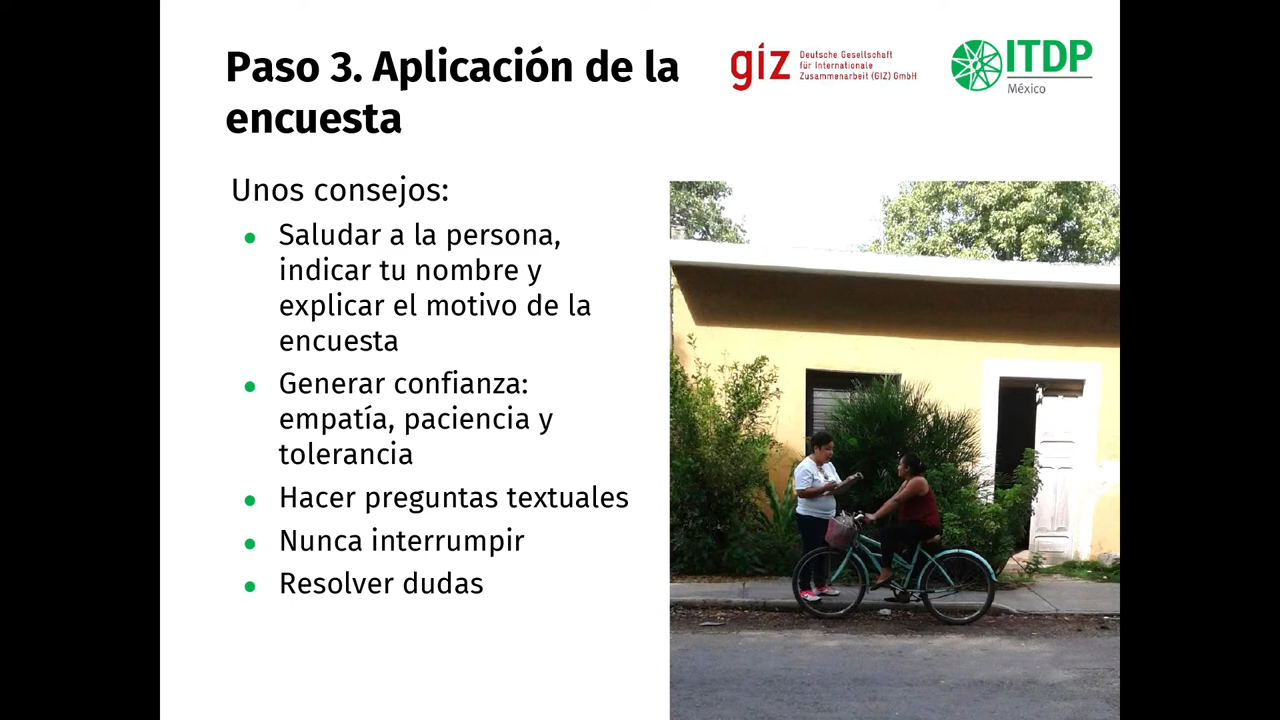 Paso 3. Aplicación de la
encuesta
giz
Deutsche Gesellschaft
für Internationale
Zusammenarbeit (GIZ) GmbH
ITDP
México
Unos consejos:
• Saludar a la persona,
indicar tu nombre y
explicar el motivo de la
encuesta
• Generar confianza:
empatía, paciencia y
tolerancia
• Hacer preguntas textuales
• Nunca interrumpir
• Resolver dudas